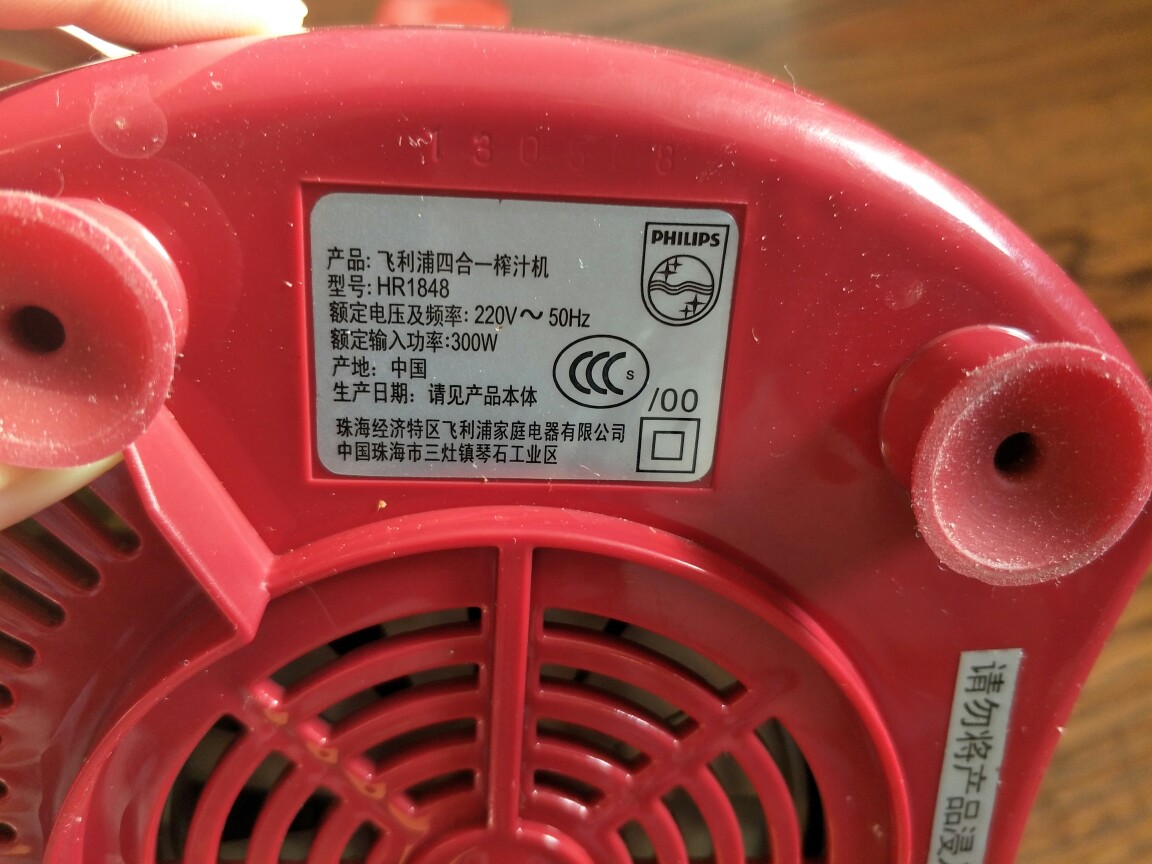 130518
PHILIPS
产品: 飞利浦四合一榨汁机
型号: HR1848
额定电压及频率: 220V～ 50Hz
额定输入功率:300W
产地: 中国
生产日期: 请见产品本体
CCC S
/00
珠海经济特区飞利浦家庭电器有限公司
中国珠海市三灶镇琴石工业区
请勿将产品浸